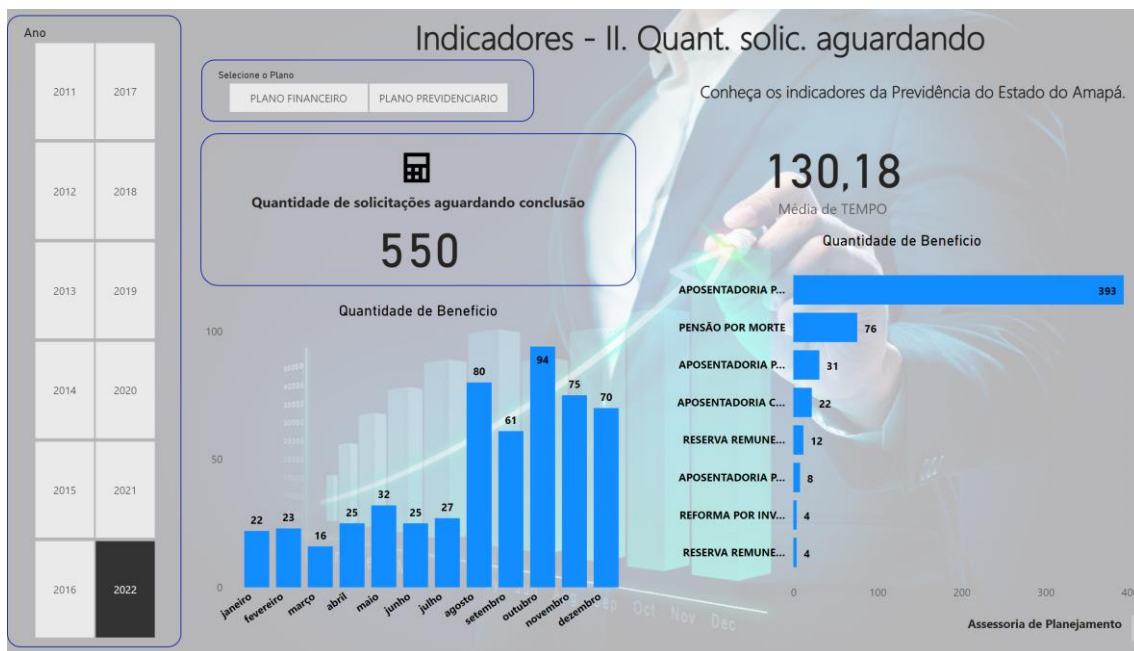 Indicadores - II. Quant. solic. aguardando
Ano
2011 2017
2012 2018
2013 2019
2014 2020
2015 2021
2016 2022
Selecione o Plano
PLANO FINANCEIRO PLANO PREVIDENCIARIO
Conheça os indicadores da Previdência do Estado do Amapá.
Quantidade de solicitações aguardando conclusão
550
130,18
Média de TEMPO
Quantidade de Beneficio
100
50
0
22 23 16 25 32 25 27 80 61 94 75 70
janeiro fevereiro março abril maio junho julho agosto setembro outubro novembro dezembro
Oct Nov Dec
Quantidade de Beneficio
APOSENTADORIA P... 393
PENSÃO POR MORTE 76
APOSENTADORIA P... 31
APOSENTADORIA C... 22
RESERVA REMUNE... 12
APOSENTADORIA P... 8
REFORMA POR INV... 4
RESERVA REMUNE... 4
0 100 200 300 40
Assessoria de Planejamento